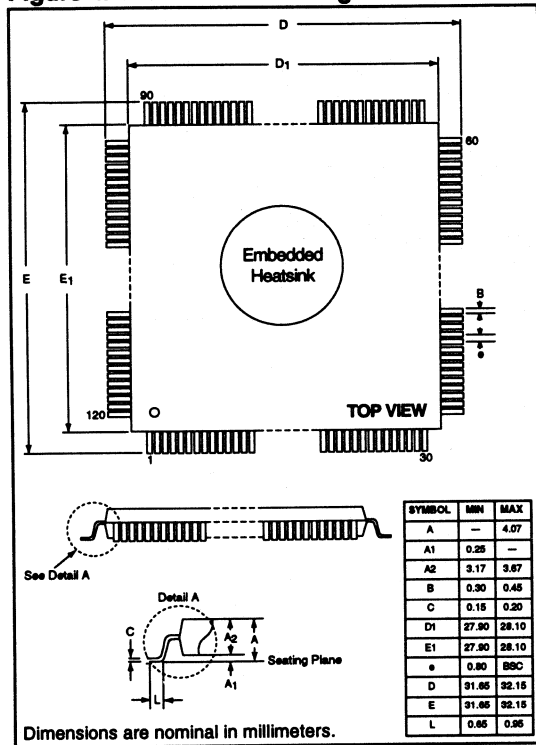 D
D1
90
60
E
E1
Embedded
Heatsink
B
e
120
TOP VIEW
1
30
See Detail A
Detail A
C
A2
A
Seating Plane
A1
L
SYMBOL MIN MAX
A — 4.07
A1 0.25 —
A2 3.17 3.67
B 0.30 0.45
C 0.15 0.20
D1 27.90 28.10
E1 27.90 28.10
e 0.80 BSC
D 31.65 32.15
E 31.65 32.15
L 0.65 0.95
Dimensions are nominal in millimeters.